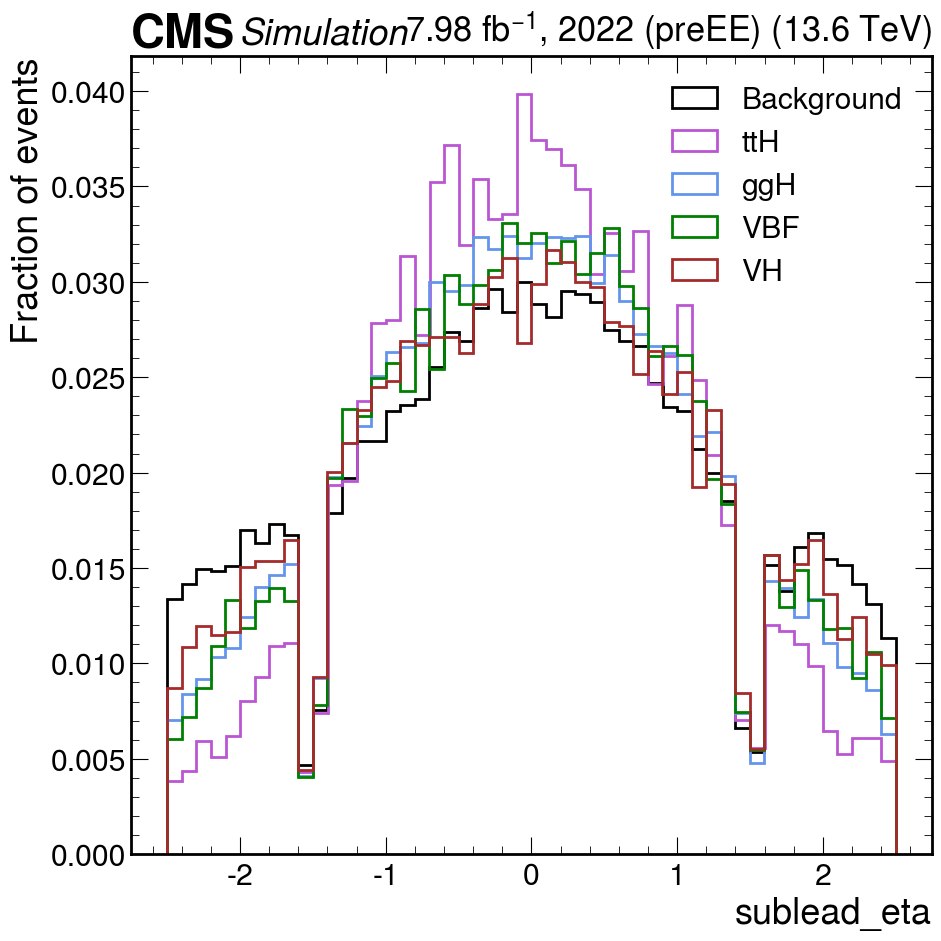 CMS Simulation 7.98 fb⁻¹, 2022 (preEE) (13.6 TeV)
Fraction of events
0.040
0.035
0.030
0.025
0.020
0.015
0.010
0.005
0.000
Background
ttH
ggH
VBF
VH
-2 -1 0 1 2
sublead_eta